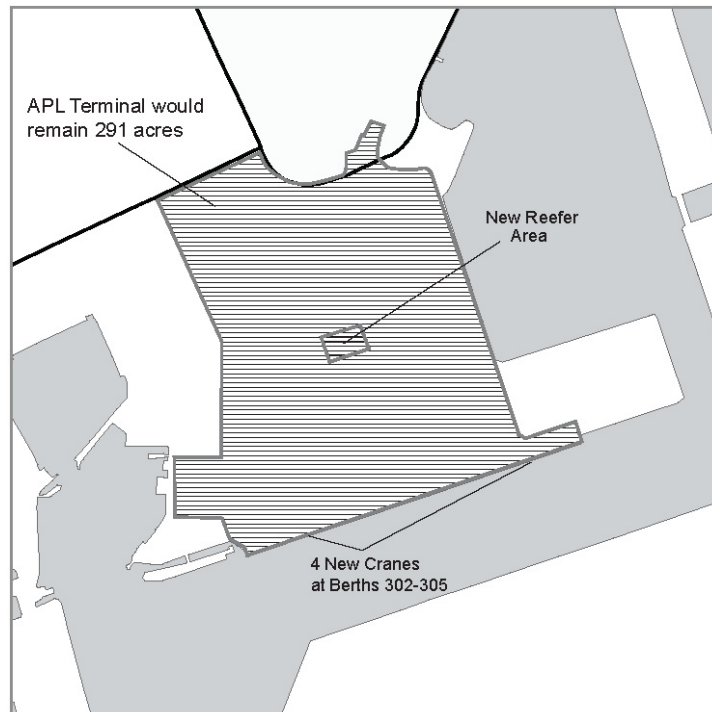 APL Terminal would
remain 291 acres
New Reefer
Area
4 New Cranes
at Berths 302-305